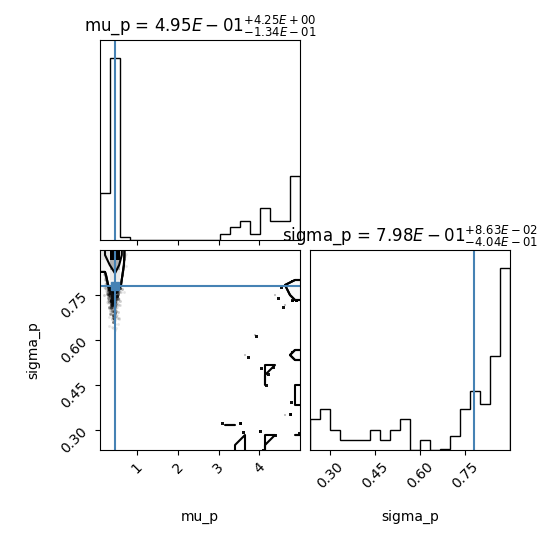 mu_p = 4.95E − 01+4.25E + 00 −1.34E − 01
sigma_p = 7.98E − 01+8.63E − 02 −4.04E − 01
sigma_p
0.75
0.60
0.45
0.30
1 2 3 4
0.30 0.45 0.60 0.75
mu_p sigma_p